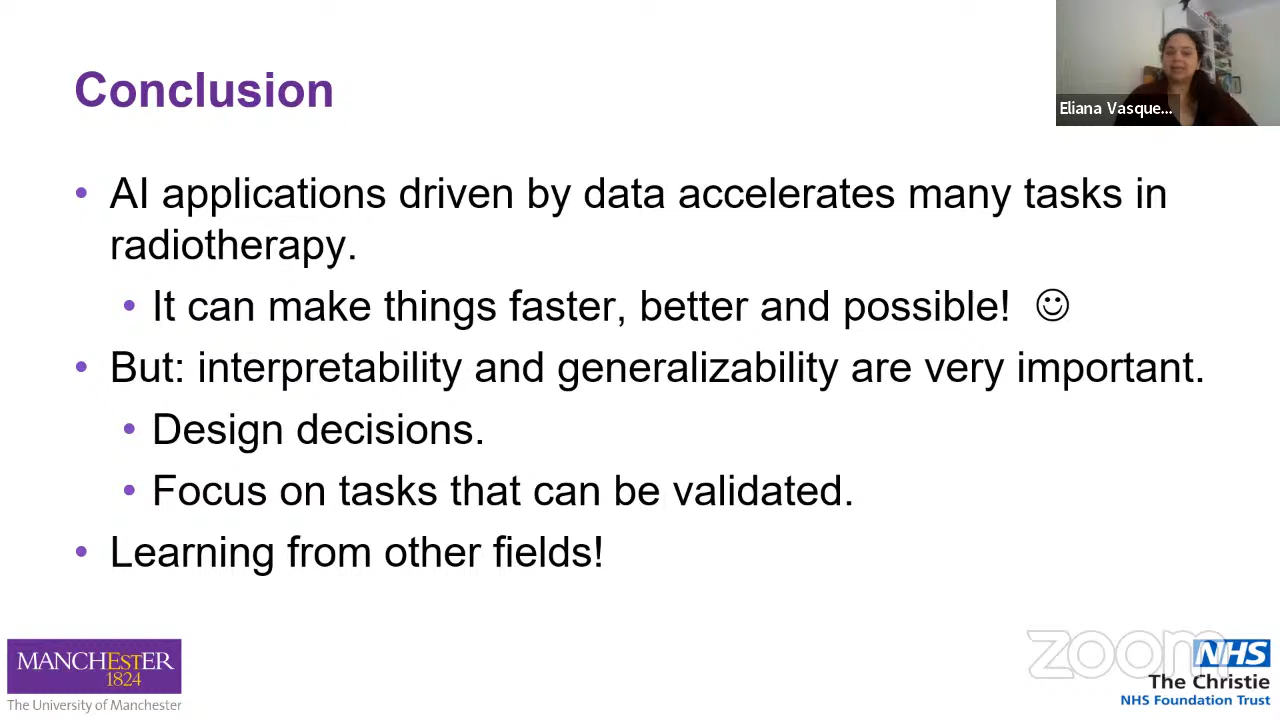 Conclusion
Eliana Vasque...
• AI applications driven by data accelerates many tasks in
radiotherapy.
• It can make things faster, better and possible! ☺
• But: interpretability and generalizability are very important.
• Design decisions.
• Focus on tasks that can be validated.
• Learning from other fields!
MANCHESTER
1824
The University of Manchester
zoom
NHS
The Christie
NHS Foundation Trust